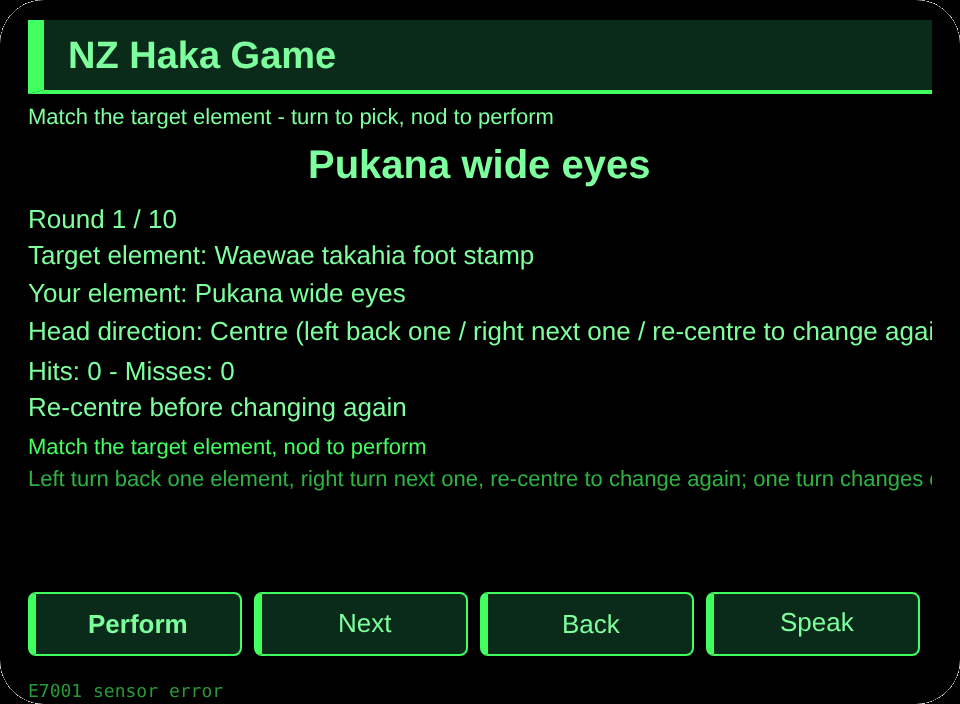 NZ Haka Game
Match the target element - turn to pick, nod to perform
Pukana wide eyes
Round 1 / 10
Target element: Waewae takahia foot stamp
Your element: Pukana wide eyes
Head direction: Centre (left back one / right next one / re-centre to change agai
Hits: 0 - Misses: 0
Re-centre before changing again
Match the target element, nod to perform
Left turn back one element, right turn next one, re-centre to change again; one turn changes
Perform
Next
Back
Speak
E7001 sensor error